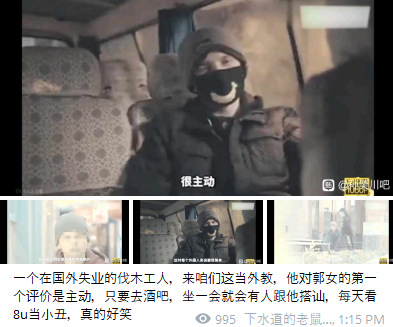 很主动
一个在国外失业的伐木工人，来咱们这当外教，他对郭女的第一
个评价是主动，只要去酒吧，坐一会就会有人跟他搭讪，每天看
8u当小丑，真的好笑
995 下水道的老鼠..., 1:15 PM